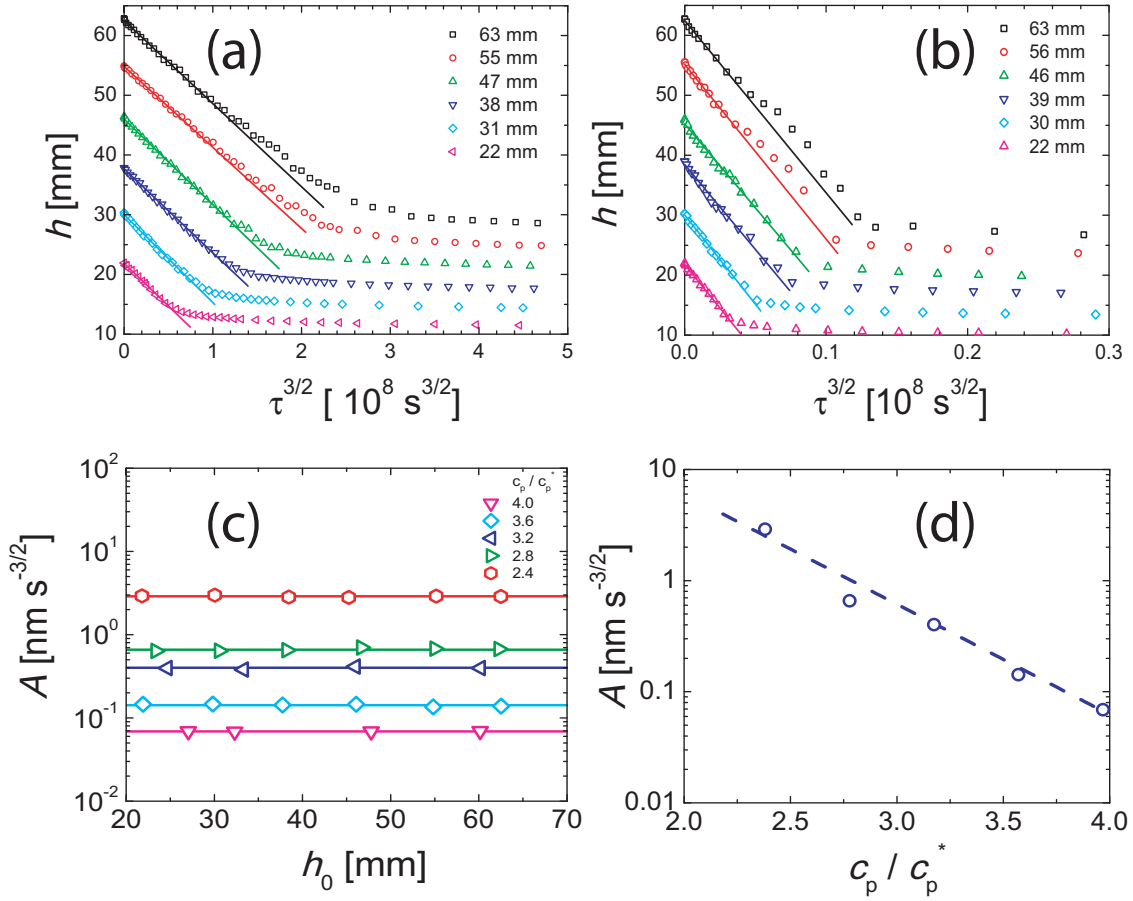 (a)
63 mm
55 mm
47 mm
38 mm
31 mm
22 mm
h [mm]
60
50
40
30
20
10
0 1 2 3 4 5
τ^3/2 [ 10^8 s^3/2]
(b)
63 mm
56 mm
46 mm
39 mm
30 mm
22 mm
h [mm]
60
50
40
30
20
10
0.0 0.1 0.2 0.3
τ^3/2 [10^8 s^3/2]
(c)
c_p / c_p^*
4.0
3.6
3.2
2.8
2.4
A [nm s^-3/2]
10^2
10^1
10^0
10^-1
10^-2
20 30 40 50 60 70
h_0 [mm]
(d)
A [nm s^-3/2]
10
1
0.1
0.01
2.0 2.5 3.0 3.5 4.0
c_p / c_p^*